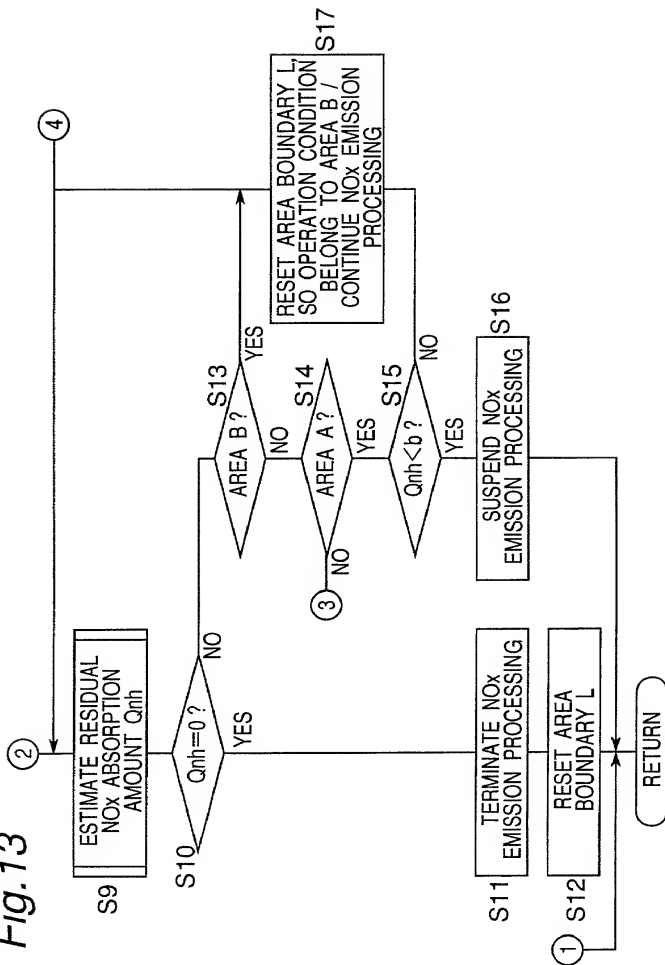 Fig.13
②
④
S9
ESTIMATE RESIDUAL
NOx ABSORPTION
AMOUNT Qnh
S10
Qnh=0?
NO
YES
S13
AREA B?
YES
NO
S14
AREA A?
③
NO
YES
S15
Qnh<b?
NO
YES
RESET AREA BOUNDARY L,
SO OPERATION CONDITION
BELONG TO AREA B /
CONTINUE NOx EMISSION
PROCESSING
S17
SUSPEND NOx
EMISSION PROCESSING
S16
S11
TERMINATE NOx
EMISSION PROCESSING
S12
RESET AREA
BOUNDARY L
①
RETURN